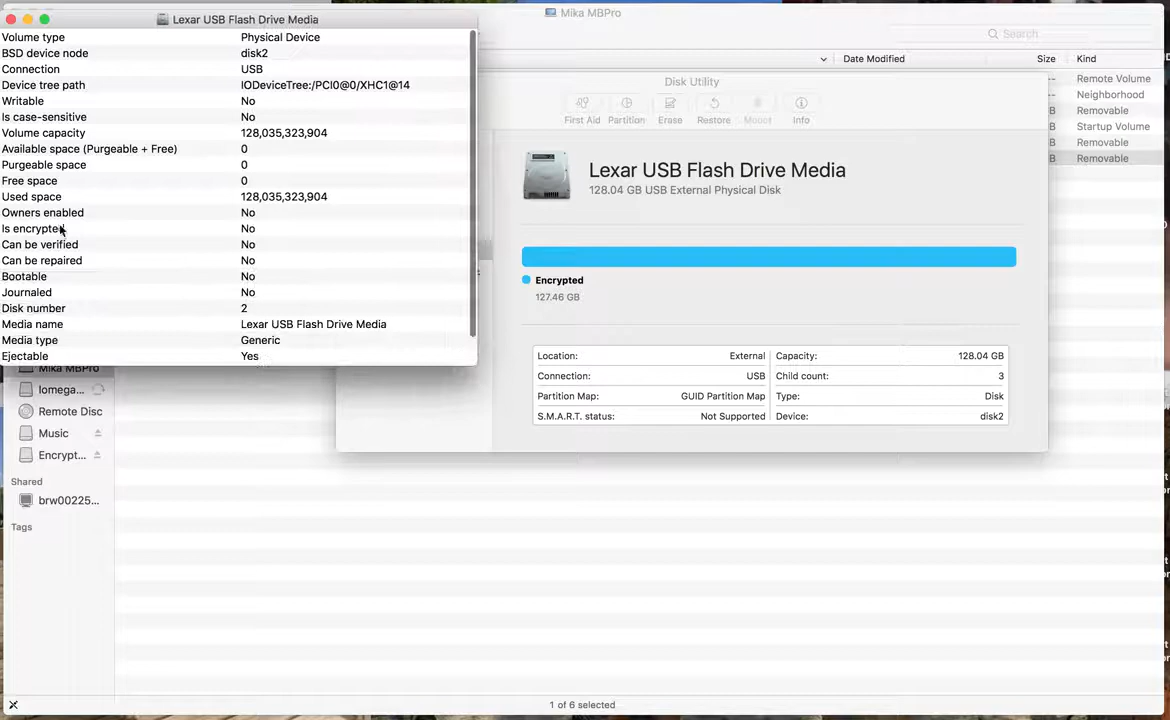 Mika MBPro
Search
Date Modified
Size
Kind
Remote Volume
Neighborhood
Removable
Startup Volume
Removable
Removable
Lexar USB Flash Drive Media
Volume type Physical Device
BSD device node disk2
Connection USB
Device tree path IODeviceTree:/PCI0@0/XHC1@14
Writable No
Is case-sensitive No
Volume capacity 128,035,323,904
Available space (Purgeable + Free) 0
Purgeable space 0
Free space 0
Used space 128,035,323,904
Owners enabled No
Is encrypted No
Can be verified No
Can be repaired No
Bootable No
Journaled No
Disk number 2
Media name Lexar USB Flash Drive Media
Media type Generic
Ejectable Yes
Disk Utility
First Aid Partition Erase Restore Mount Info
Lexar USB Flash Drive Media
128.04 GB USB External Physical Disk
Encrypted
127.46 GB
Location: External
Connection: USB
Partition Map: GUID Partition Map
S.M.A.R.T. status: Not Supported
Capacity: 128.04 GB
Child count: 3
Type: Disk
Device: disk2
Mika MBPro
Iomega...
Remote Disc
Music
Encrypt...
Shared
brw00225...
Tags
1 of 6 selected